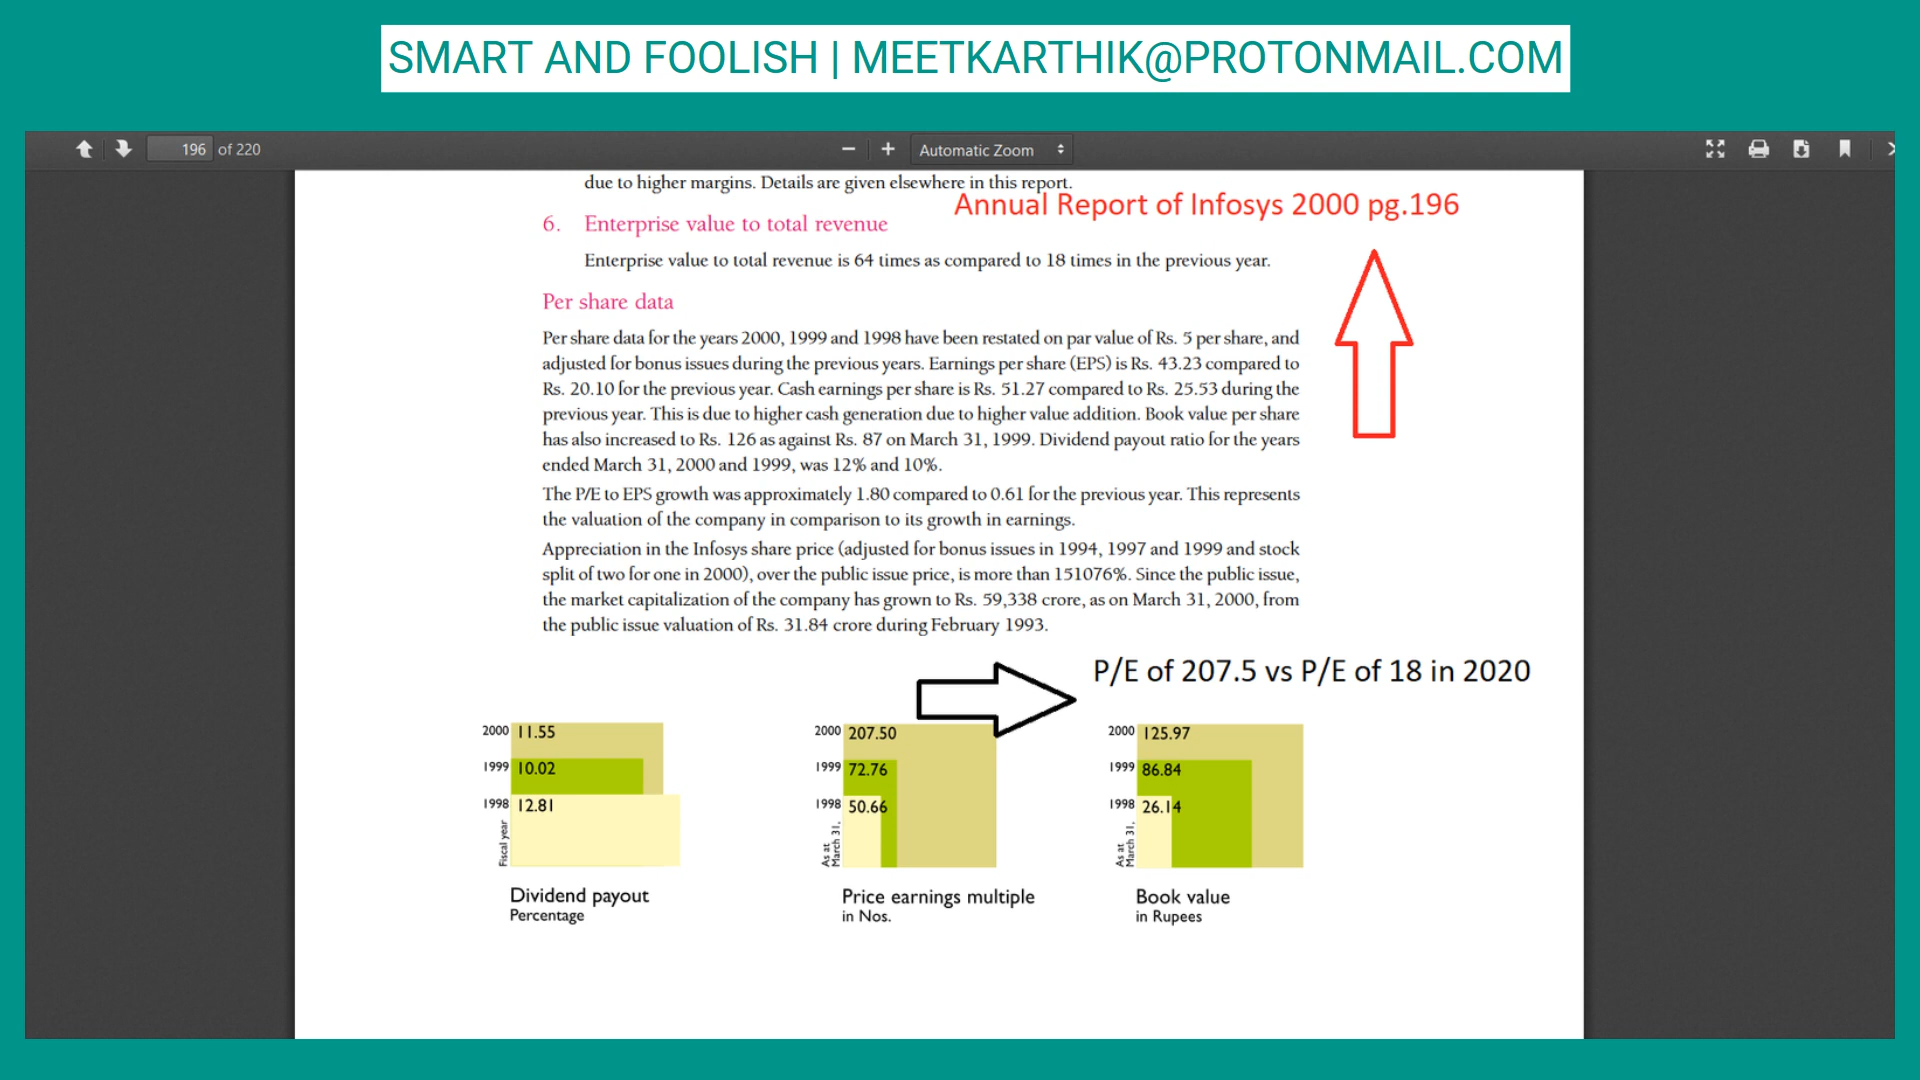 SMART AND FOOLISH | MEETKARTHIK@PROTONMAIL.COM
196 of 220
Automatic Zoom
due to higher margins. Details are given elsewhere in this report.
Annual Report of Infosys 2000 pg.196
6. Enterprise value to total revenue
Enterprise value to total revenue is 64 times as compared to 18 times in the previous year.
Per share data
Per share data for the years 2000, 1999 and 1998 have been restated on par value of Rs. 5 per share, and
adjusted for bonus issues during the previous years. Earnings per share (EPS) is Rs. 43.23 compared to
Rs. 20.10 for the previous year. Cash earnings per share is Rs. 51.27 compared to Rs. 25.53 during the
previous year. This is due to higher cash generation due to higher value addition. Book value per share
has also increased to Rs. 126 as against Rs. 87 on March 31, 1999. Dividend payout ratio for the years
ended March 31, 2000 and 1999, was 12% and 10%.
The P/E to EPS growth was approximately 1.80 compared to 0.61 for the previous year. This represents
the valuation of the company in comparison to its growth in earnings.
Appreciation in the Infosys share price (adjusted for bonus issues in 1994, 1997 and 1999 and stock
split of two for one in 2000), over the public issue price, is more than 151076%. Since the public issue,
the market capitalization of the company has grown to Rs. 59,338 crore, as on March 31, 2000, from
the public issue valuation of Rs. 31.84 crore during February 1993.
P/E of 207.5 vs P/E of 18 in 2020
2000 11.55
1999 10.02
1998 12.81
Fiscal year
Dividend payout
Percentage
2000 207.50
1999 72.76
1998 50.66
As at
March 31,
Price earnings multiple
in Nos.
2000 125.97
1999 86.84
1998 26.14
As at
March 31,
Book value
in Rupees